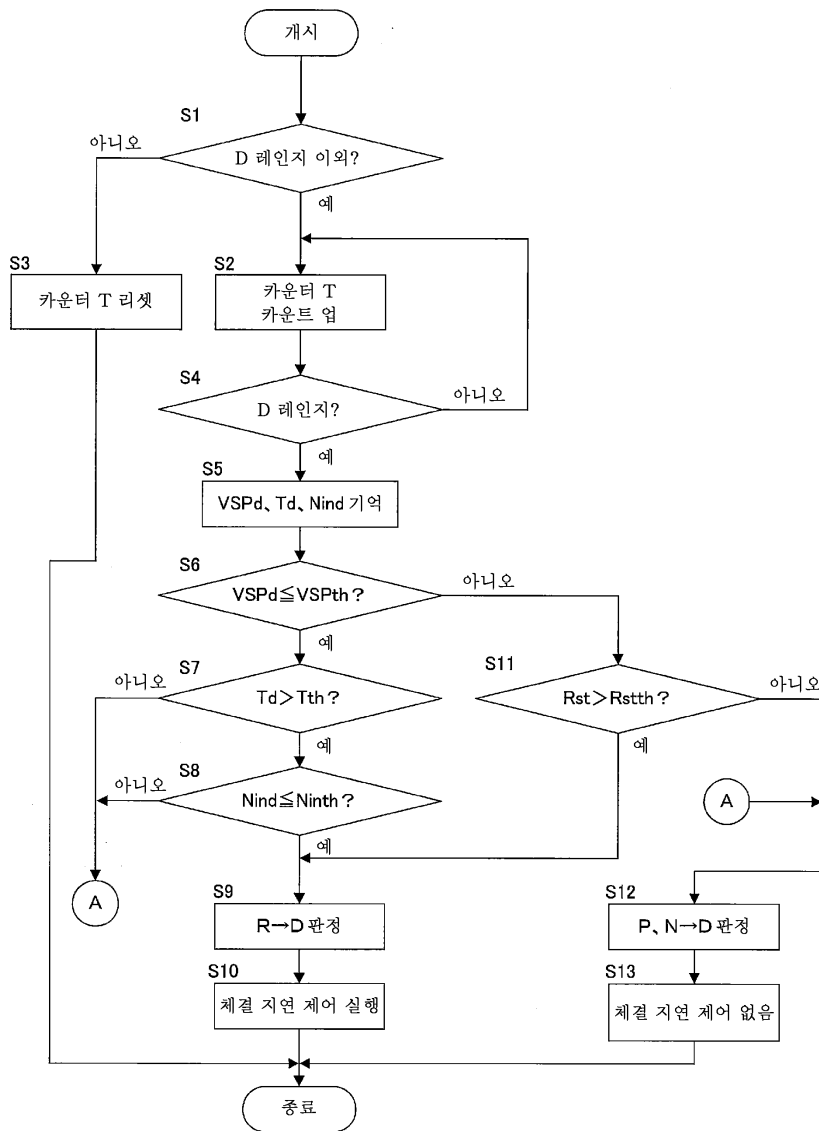 개시
S1
아니오
D 레인지 이외?
예
S3
카운터 T 리셋
S2
카운터 T
카운트 업
S4
D 레인지?
아니오
예
S5
VSPd、Td、Nind 기억
S6
VSPd≦VSPth？
아니오
예
S7
아니오
Td＞Tth？
예
S11
Rst＞Rstth？
아니오
예
S8
아니오
Nind≦Ninth？
예
A
A
S9
R→D 판정
S12
P、N→D 판정
S10
체결 지연 제어 실행
S13
체결 지연 제어 없음
종료